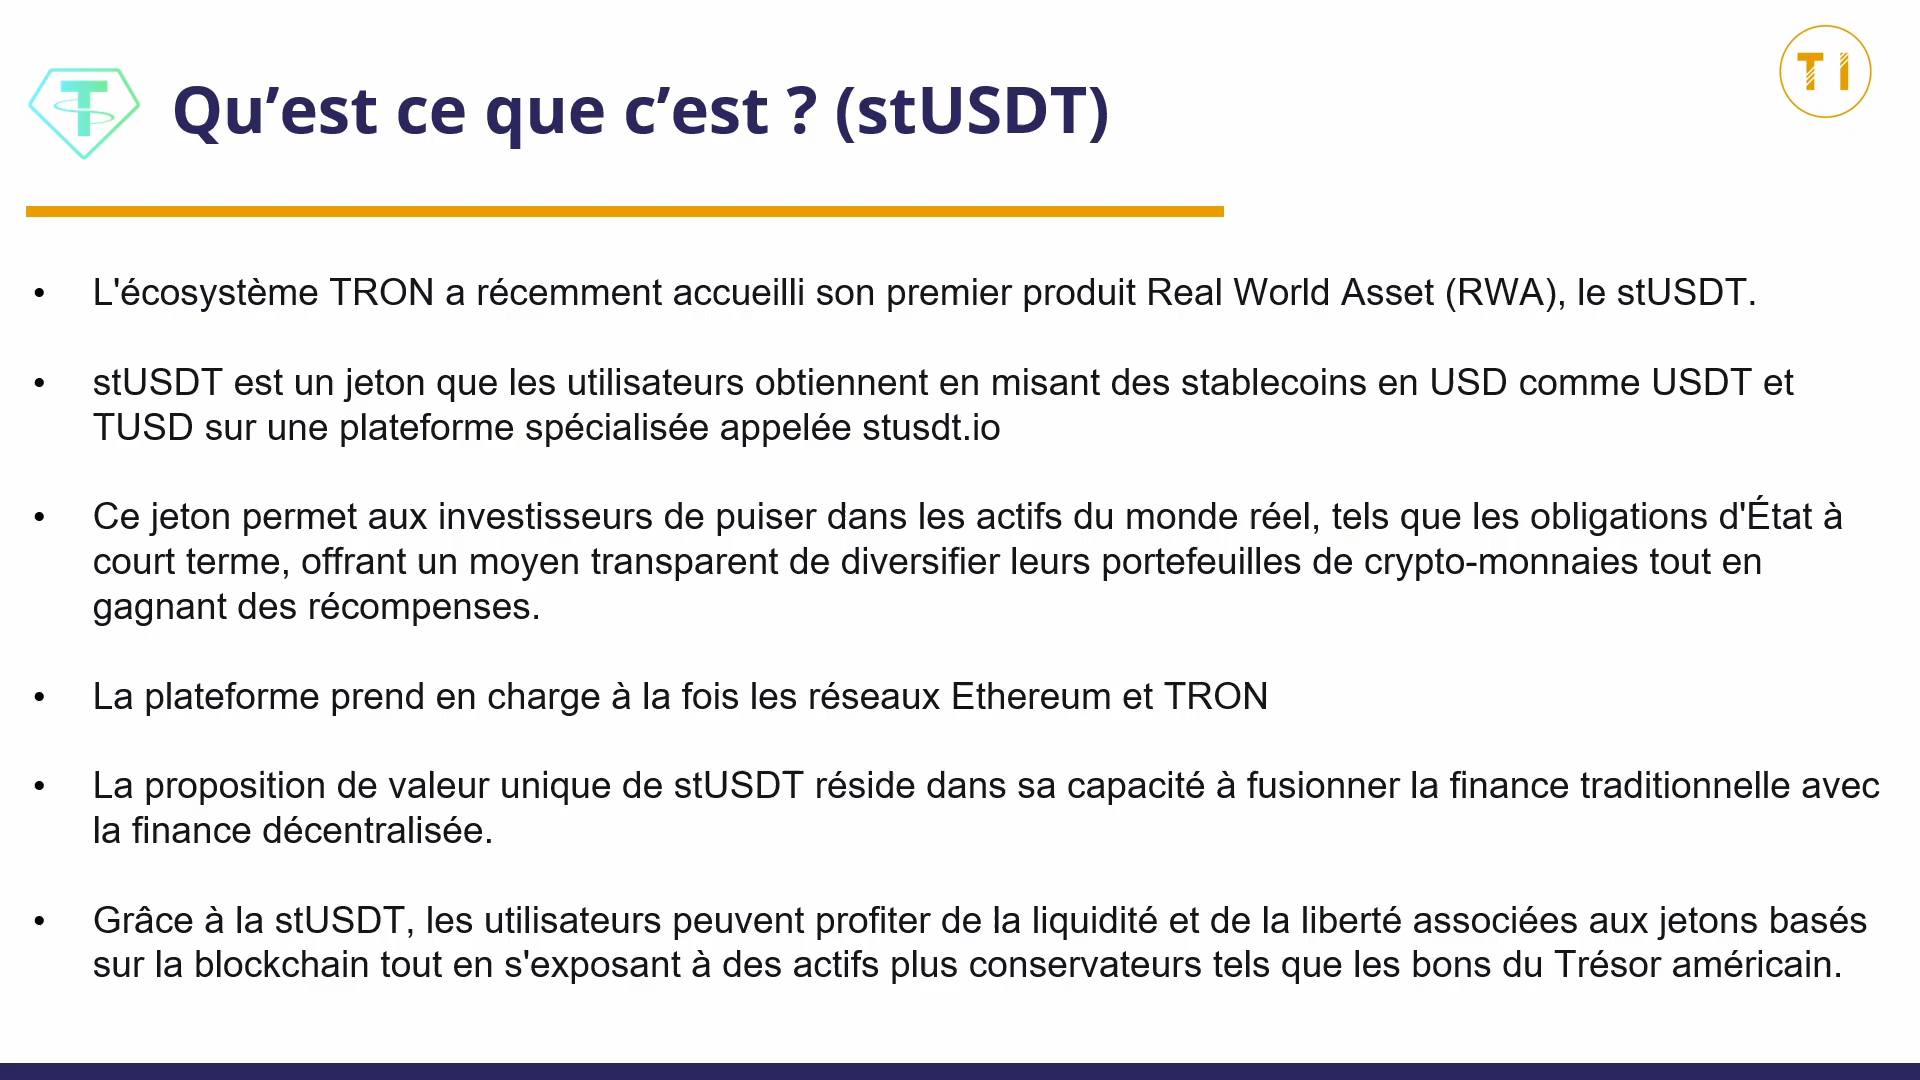 T I
Qu’est ce que c’est ? (stUSDT)
• L'écosystème TRON a récemment accueilli son premier produit Real World Asset (RWA), le stUSDT.
• stUSDT est un jeton que les utilisateurs obtiennent en misant des stablecoins en USD comme USDT et
TUSD sur une plateforme spécialisée appelée stusdt.io
• Ce jeton permet aux investisseurs de puiser dans les actifs du monde réel, tels que les obligations d'État à
court terme, offrant un moyen transparent de diversifier leurs portefeuilles de crypto-monnaies tout en
gagnant des récompenses.
• La plateforme prend en charge à la fois les réseaux Ethereum et TRON
• La proposition de valeur unique de stUSDT réside dans sa capacité à fusionner la finance traditionnelle avec
la finance décentralisée.
• Grâce à la stUSDT, les utilisateurs peuvent profiter de la liquidité et de la liberté associées aux jetons basés
sur la blockchain tout en s'exposant à des actifs plus conservateurs tels que les bons du Trésor américain.